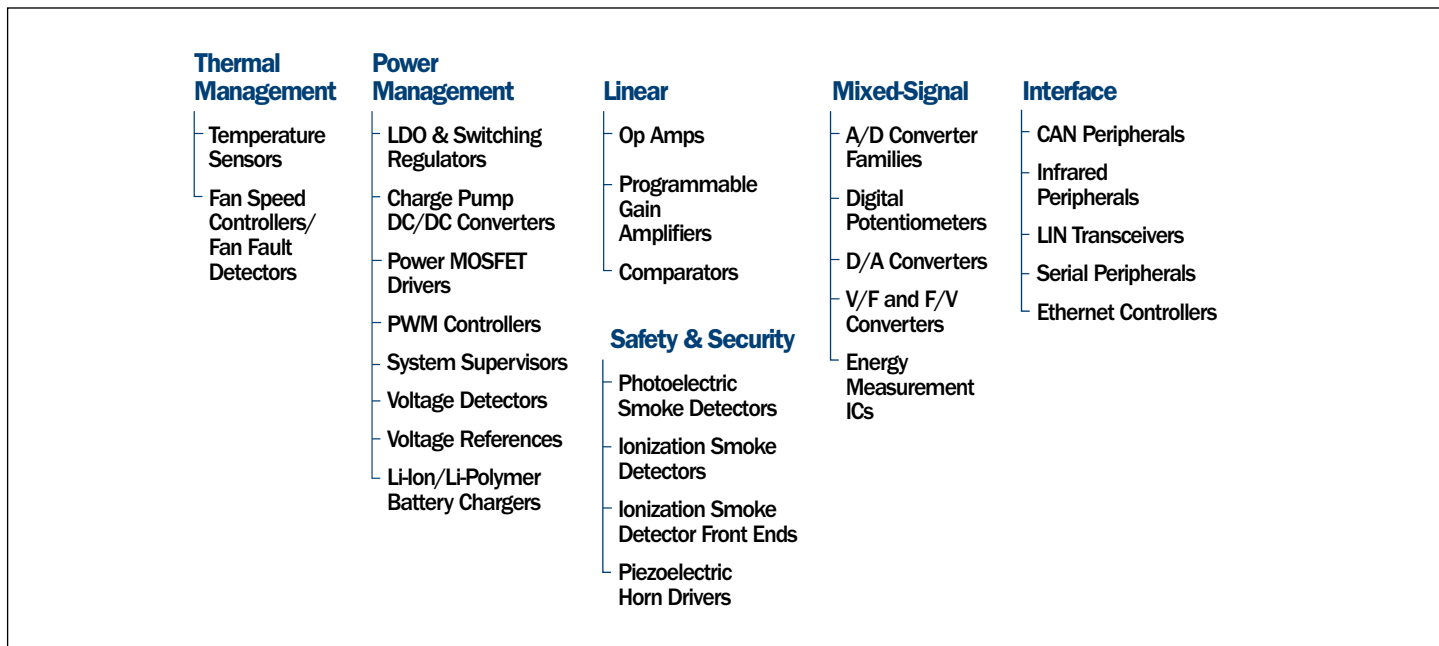 Thermal
Management
Temperature
Sensors
Fan Speed
Controllers/
Fan Fault
Detectors
Power
Management
LDO & Switching
Regulators
Charge Pump
DC/DC Converters
Power MOSFET
Drivers
PWM Controllers
System Supervisors
Voltage Detectors
Voltage References
Li-Ion/Li-Polymer
Battery Chargers
Linear
Op Amps
Programmable
Gain
Amplifiers
Comparators
Safety & Security
Photoelectric
Smoke Detectors
Ionization Smoke
Detectors
Ionization Smoke
Detector Front Ends
Piezoelectric
Horn Drivers
Mixed-Signal
A/D Converter
Families
Digital
Potentiometers
D/A Converters
V/F and F/V
Converters
Energy
Measurement
ICs
Interface
CAN Peripherals
Infrared
Peripherals
LIN Transceivers
Serial Peripherals
Ethernet Controllers